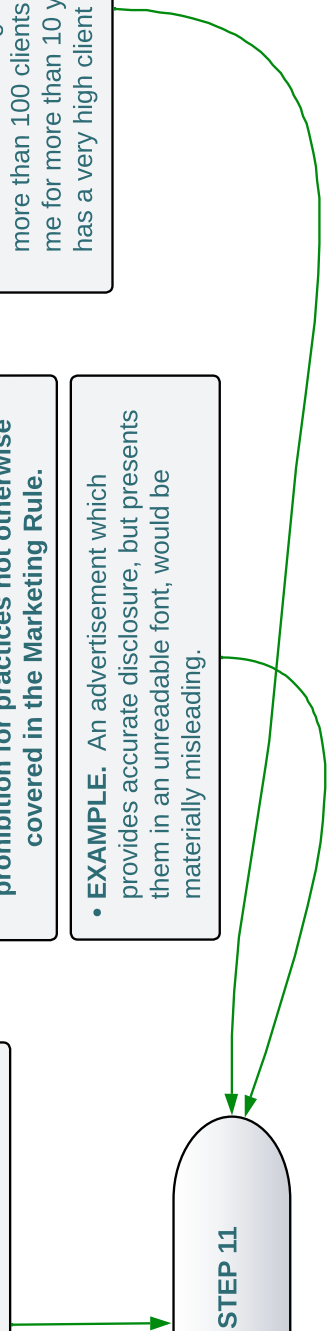 more than 100 clients
me for more than 10
has a very high client
prohibition for practices not otherwise
covered in the Marketing Rule.
• EXAMPLE. An advertisement which
provides accurate disclosure, but presents
them in an unreadable font, would be
materially misleading.
STEP 11